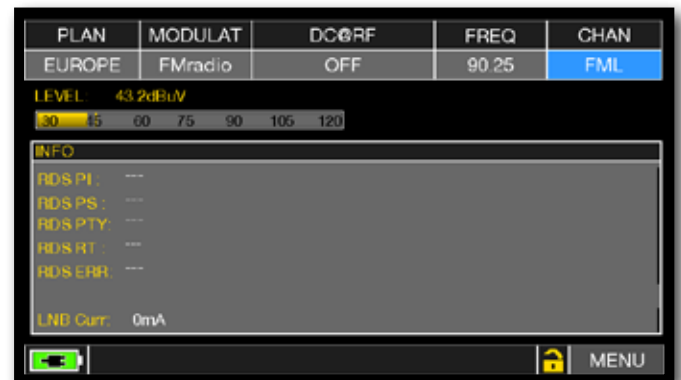 PLAN MODULAT DC@RF FREQ CHAN
EUROPE FMradio OFF 90.25 FML
LEVEL: 43.2dBuV
30 45 60 75 90 105 120
INFO
RDS PI : ---
RDS PS : ---
RDS PTY: ---
RDS RT : ---
RDS ERR: ---
LNB Curr: 0mA
MENU